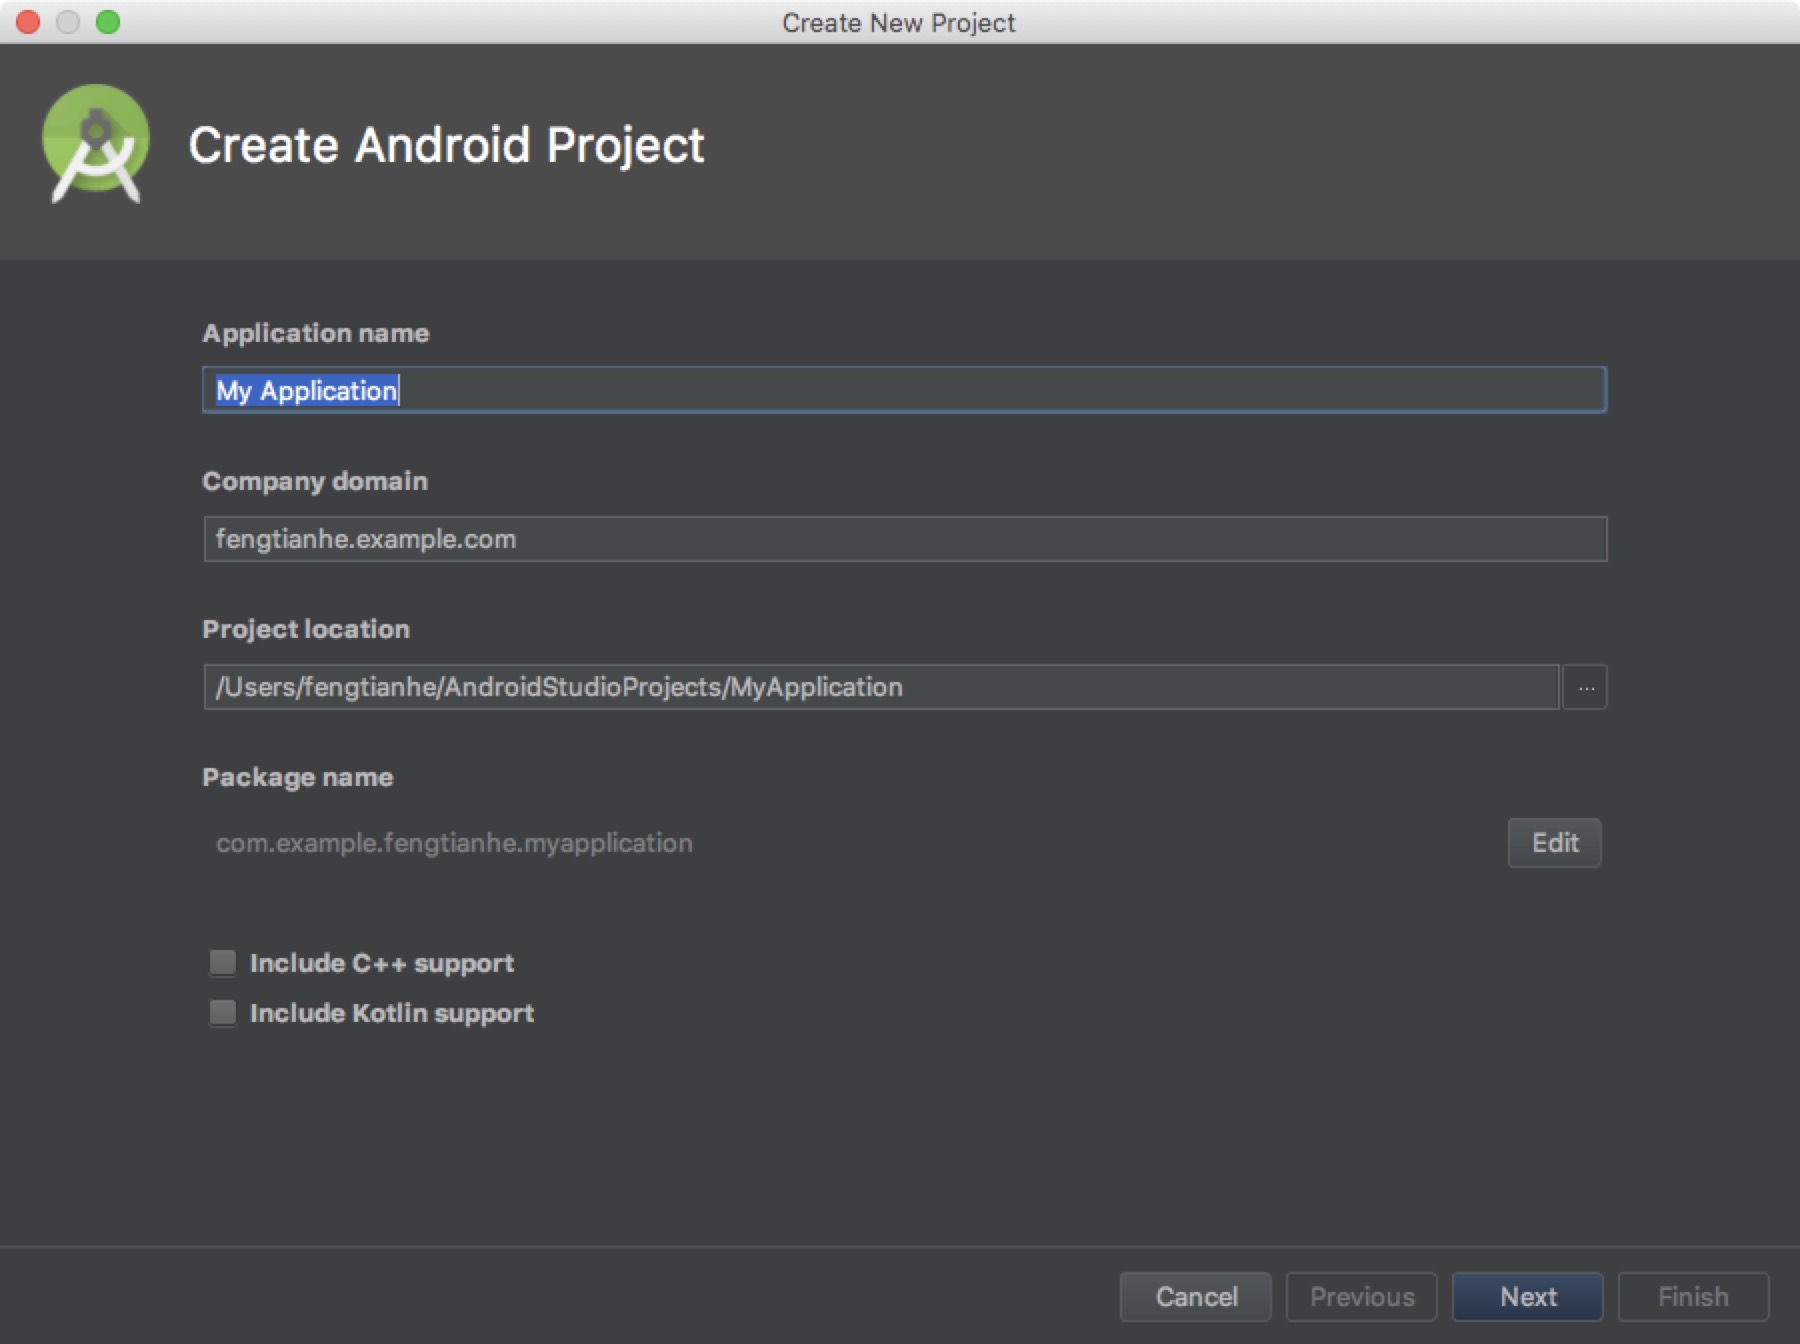 Create New Project
Create Android Project
Application name
My Application
Company domain
fengtianhe.example.com
Project location
/Users/fengtianhe/AndroidStudioProjects/MyApplication
...
Package name
com.example.fengtianhe.myapplication
Edit
Include C++ support
Include Kotlin support
Cancel Previous Next Finish